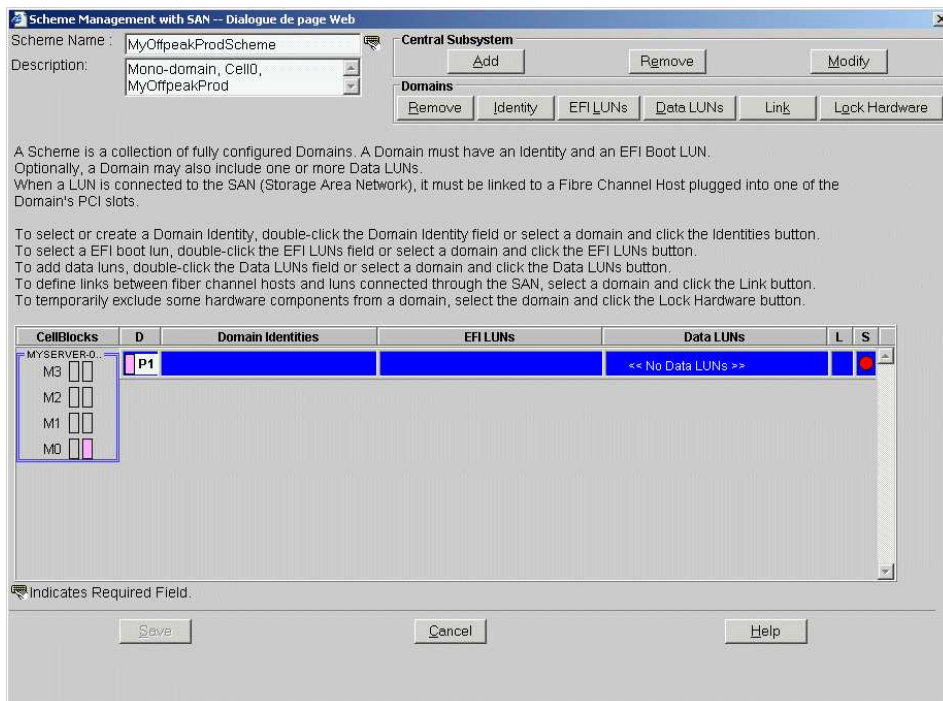 Scheme Management with SAN -- Dialogue de page Web
Scheme Name :
MyOffpeakProdScheme
Description:
Mono-domain, Cell0,
MyOffpeakProd
Central Subsystem
Add
Remove
Modify
Domains
Remove
Identity
EFI LUNs
Data LUNs
Link
Lock Hardware
A Scheme is a collection of fully configured Domains. A Domain must have an Identity and an EFI Boot LUN.
Optionally, a Domain may also include one or more Data LUNs.
When a LUN is connected to the SAN (Storage Area Network), it must be linked to a Fibre Channel Host plugged into one of the
Domain's PCI slots.
To select or create a Domain Identity, double-click the Domain Identity field or select a domain and click the Identities button.
To select a EFI boot lun, double-click the EFI LUNs field or select a domain and click the EFI LUNs button.
To add data luns, double-click the Data LUNs field or select a domain and click the Data LUNs button.
To define links between fiber channel hosts and luns connected through the SAN, select a domain and click the Link button.
To temporarily exclude some hardware components from a domain, select the domain and click the Lock Hardware button.
CellBlocks D Domain Identities EFI LUNs Data LUNs L S
MYSERVER-0..
P1 << No Data LUNs >>
M3
M2
M1
M0
Indicates Required Field.
Save
Cancel
Help